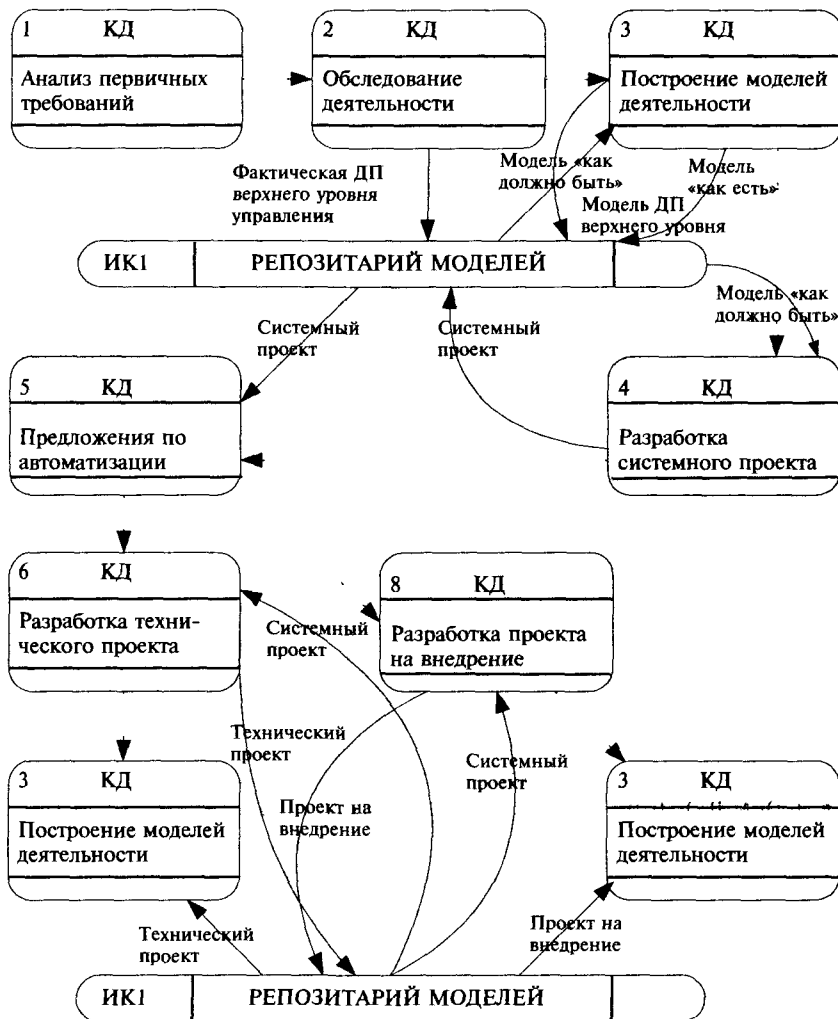 1 КД
Анализ первичных
требований
2 КД
Обследование
деятельности
3 КД
Построение моделей
деятельности
Фактическая ДП
верхнего уровня
управления
Модель «как
должно быть»
Модель
«как есть»
Модель ДП
верхнего уровня
ИК1 РЕПОЗИТАРИЙ МОДЕЛЕЙ
Модель «как
должно быть»
Системный
проект
Системный
проект
5 КД
Предложения по
автоматизации
4 КД
Разработка
системного проекта
6 КД
Разработка техни-
ческого проекта
Системный
проект
8 КД
Разработка проекта
на внедрение
Технический
проект
Системный
проект
3 КД
Построение моделей
деятельности
Проект на
внедрение
3 КД
Построение моделей
деятельности
Технический
проект
Проект на
внедрение
ИК1 РЕПОЗИТАРИЙ МОДЕЛЕЙ